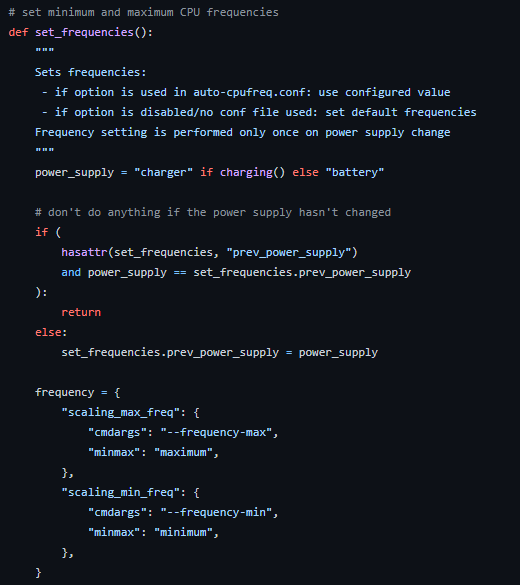 # set minimum and maximum CPU frequencies
def set_frequencies():
    """
    Sets frequencies:
     - if option is used in auto-cpufreq.conf: use configured value
     - if option is disabled/no conf file used: set default frequencies
    Frequency setting is performed only once on power supply change
    """
    power_supply = "charger" if charging() else "battery"

    # don't do anything if the power supply hasn't changed
    if (
        hasattr(set_frequencies, "prev_power_supply")
        and power_supply == set_frequencies.prev_power_supply
    ):
        return
    else:
        set_frequencies.prev_power_supply = power_supply

    frequency = {
        "scaling_max_freq": {
            "cmdargs": "--frequency-max",
            "minmax": "maximum",
        },
        "scaling_min_freq": {
            "cmdargs": "--frequency-min",
            "minmax": "minimum",
        },
    }